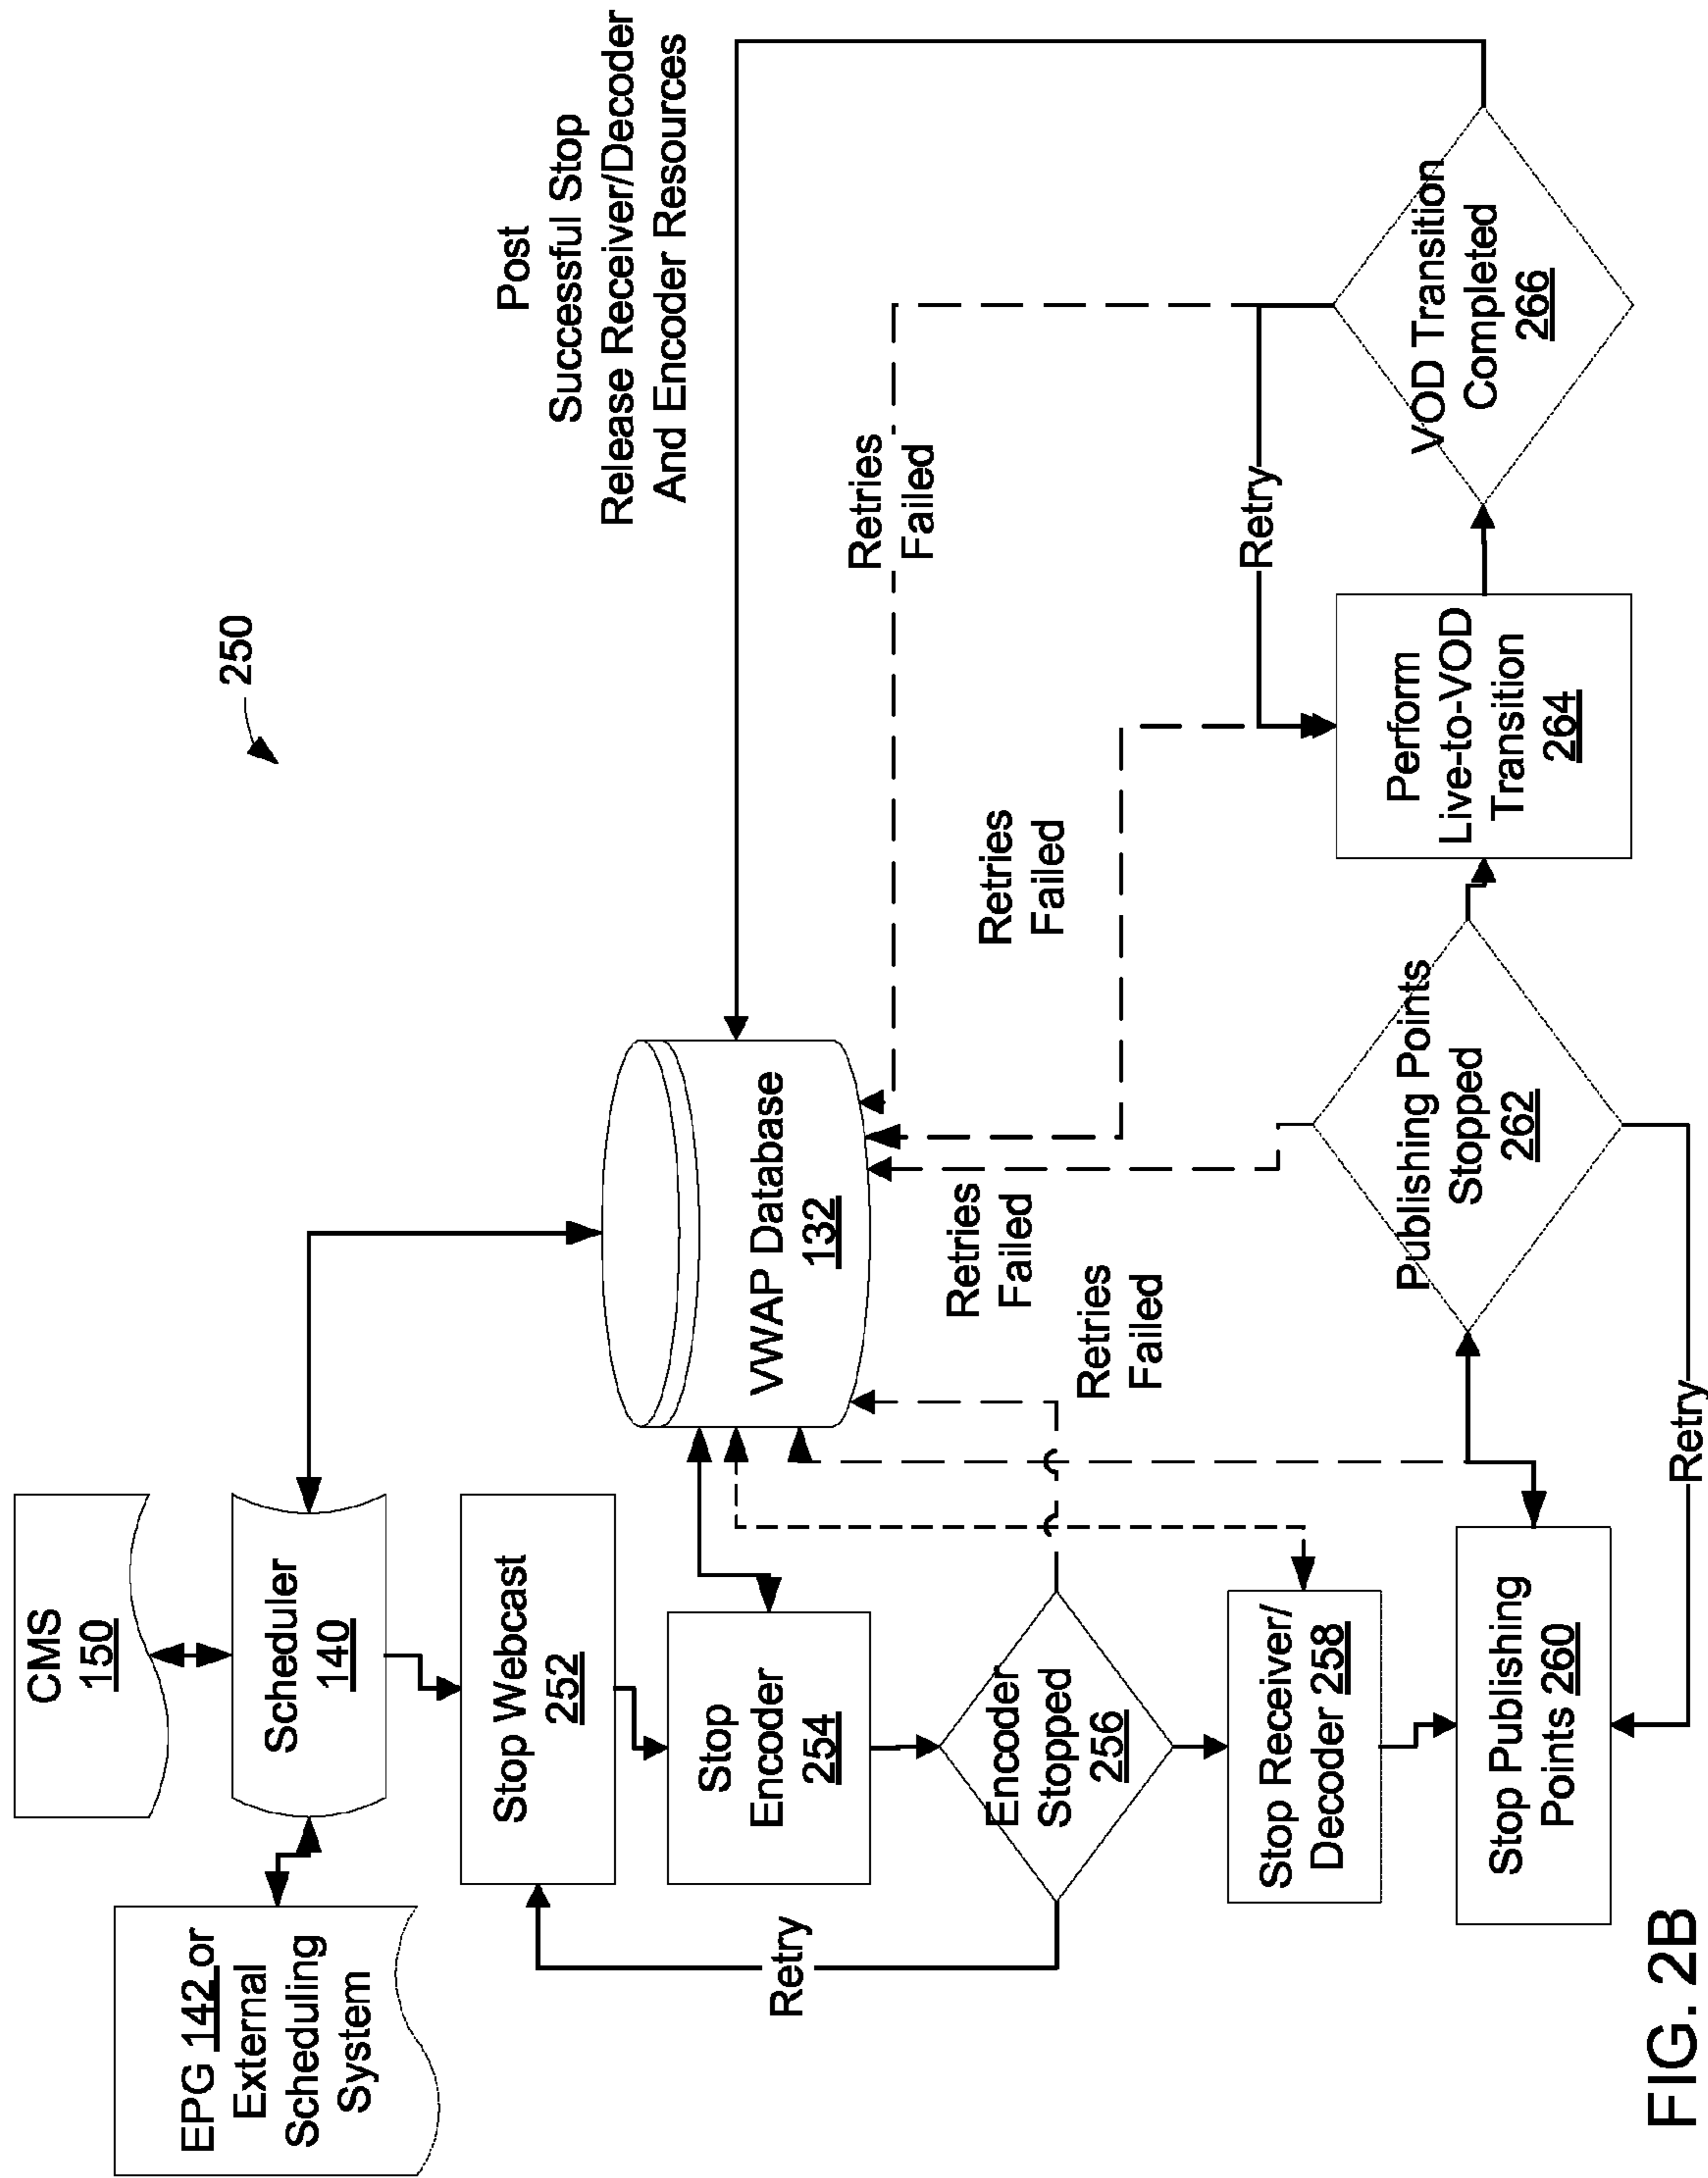 250
Post
Successful Stop
Release Receiver/Decoder
And Encoder Resources
EPG 142 or
External
Scheduling
System
CMS
150
Scheduler
140
Stop Webcast
252
Stop
Encoder
254
Encoder
Stopped
256
Retry
Stop Receiver/
Decoder 258
Stop Publishing
Points 260
VWAP Database
132
Retries
Failed
Retries
Failed
Retries
Failed
Retries
Failed
Publishing Points
Stopped
262
Retry
Perform
Live-to-VOD
Transition
264
Retry
VOD Transition
Completed
266
FIG. 2B